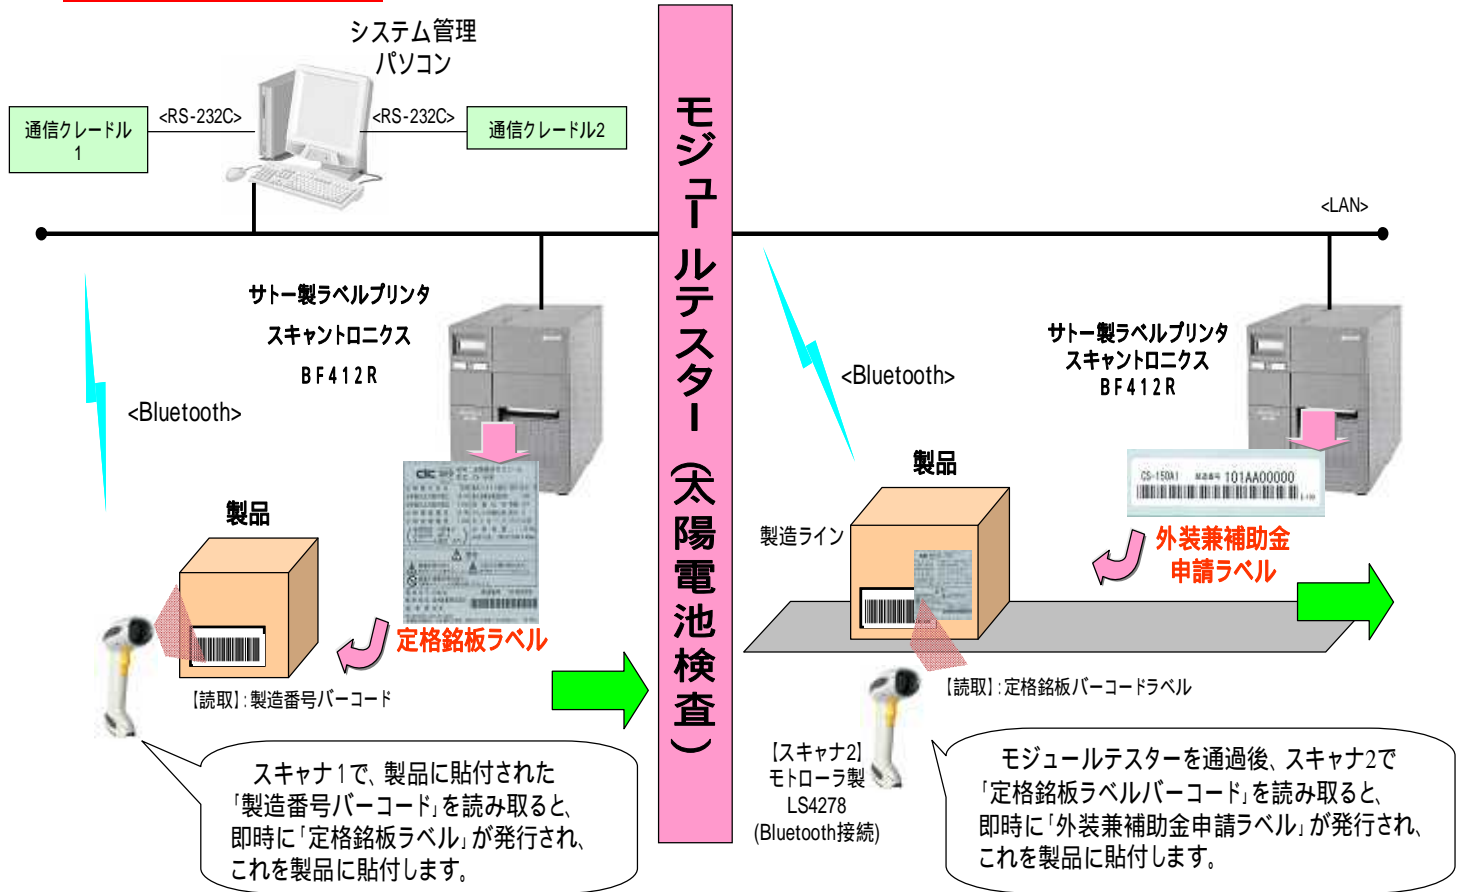 システム管理
パソコン
通信クレードル
1
<RS-232C>
<RS-232C>
通信クレードル2
<LAN>
モジュールテスター(太陽電池検査)
サトー製ラベルプリンタ
スキャントロニクス
BF412R
<Bluetooth>
製品
定格銘板ラベル
【読取】:製造番号バーコード
スキャナ1で、製品に貼付された
「製造番号バーコード」を読み取ると、
即時に「定格銘板ラベル」が発行され、
これを製品に貼付します。
<Bluetooth>
サトー製ラベルプリンタ
スキャントロニクス
BF412R
製品
製造ライン
CS-150A1 製造番号 101AA00000
外装兼補助金
申請ラベル
【読取】:定格銘板バーコードラベル
【スキャナ2】
モトローラ製
LS4278
(Bluetooth接続)
モジュールテスターを通過後、スキャナ2で
「定格銘板ラベルバーコード」を読み取ると、
即時に「外装兼補助金申請ラベル」が発行され、
これを製品に貼付します。